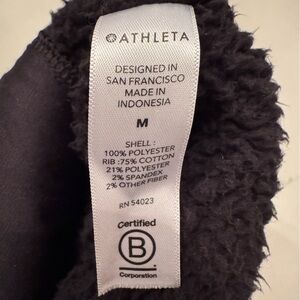 ATHLETA
DESIGNED IN
SAN FRANCISCO
MADE IN
INDONESIA
M
SHELL :
100% POLYESTER
RIB :75% COTTON
21% POLYESTER
2% SPANDEX
2% OTHER FIBER
RN 54023
Certified
B
Corporation